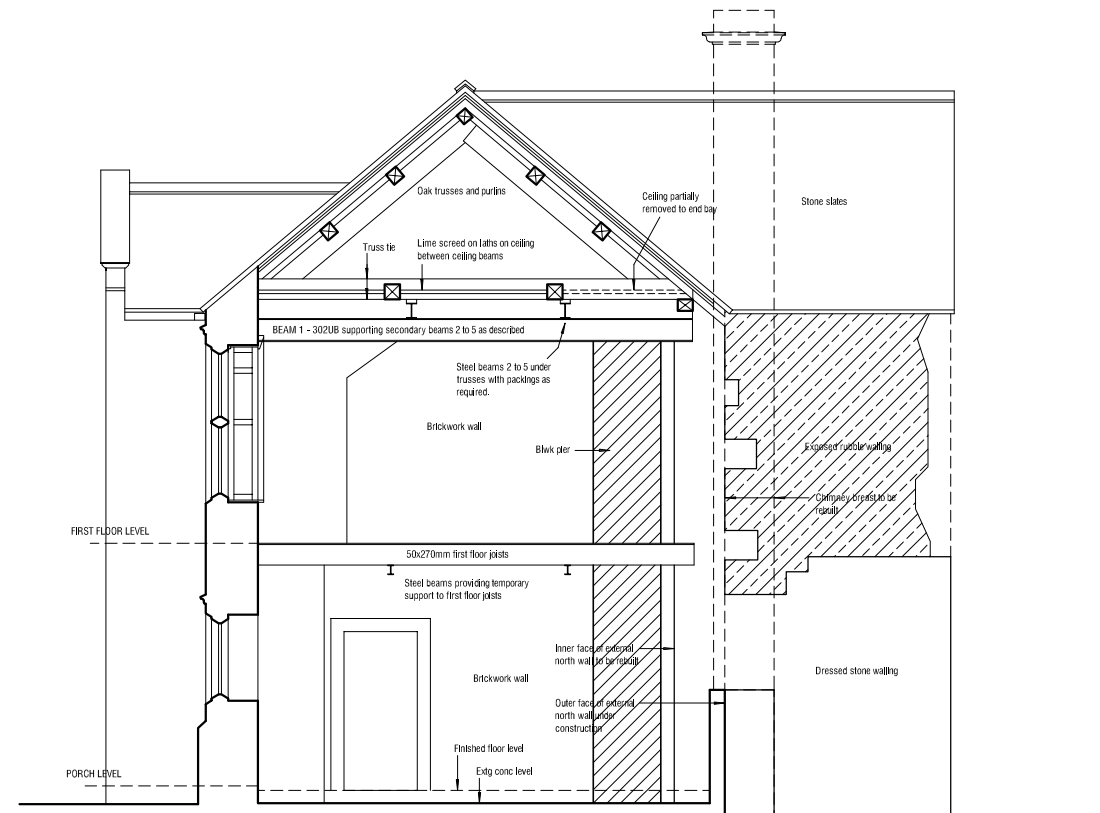 Oak trusses and purlins
Ceiling partially
removed to end bay
Stone slates
Truss tie
Lime screed on laths on ceiling
between ceiling beams
BEAM 1 - 302UB supporting secondary beams 2 to 5 as described
Steel beams 2 to 5 under
trusses with packings as
required.
Brickwork wall
Blwk pier
Exposed rubble walling
Chimney breast to be
rebuilt
FIRST FLOOR LEVEL
50x270mm first floor joists
Steel beams providing temporary
support to first floor joists
Inner face of external
north wall to be rebuilt
Brickwork wall
Dressed stone walling
Outer face of external
north wall under
construction
Finished floor level
Extg conc level
PORCH LEVEL